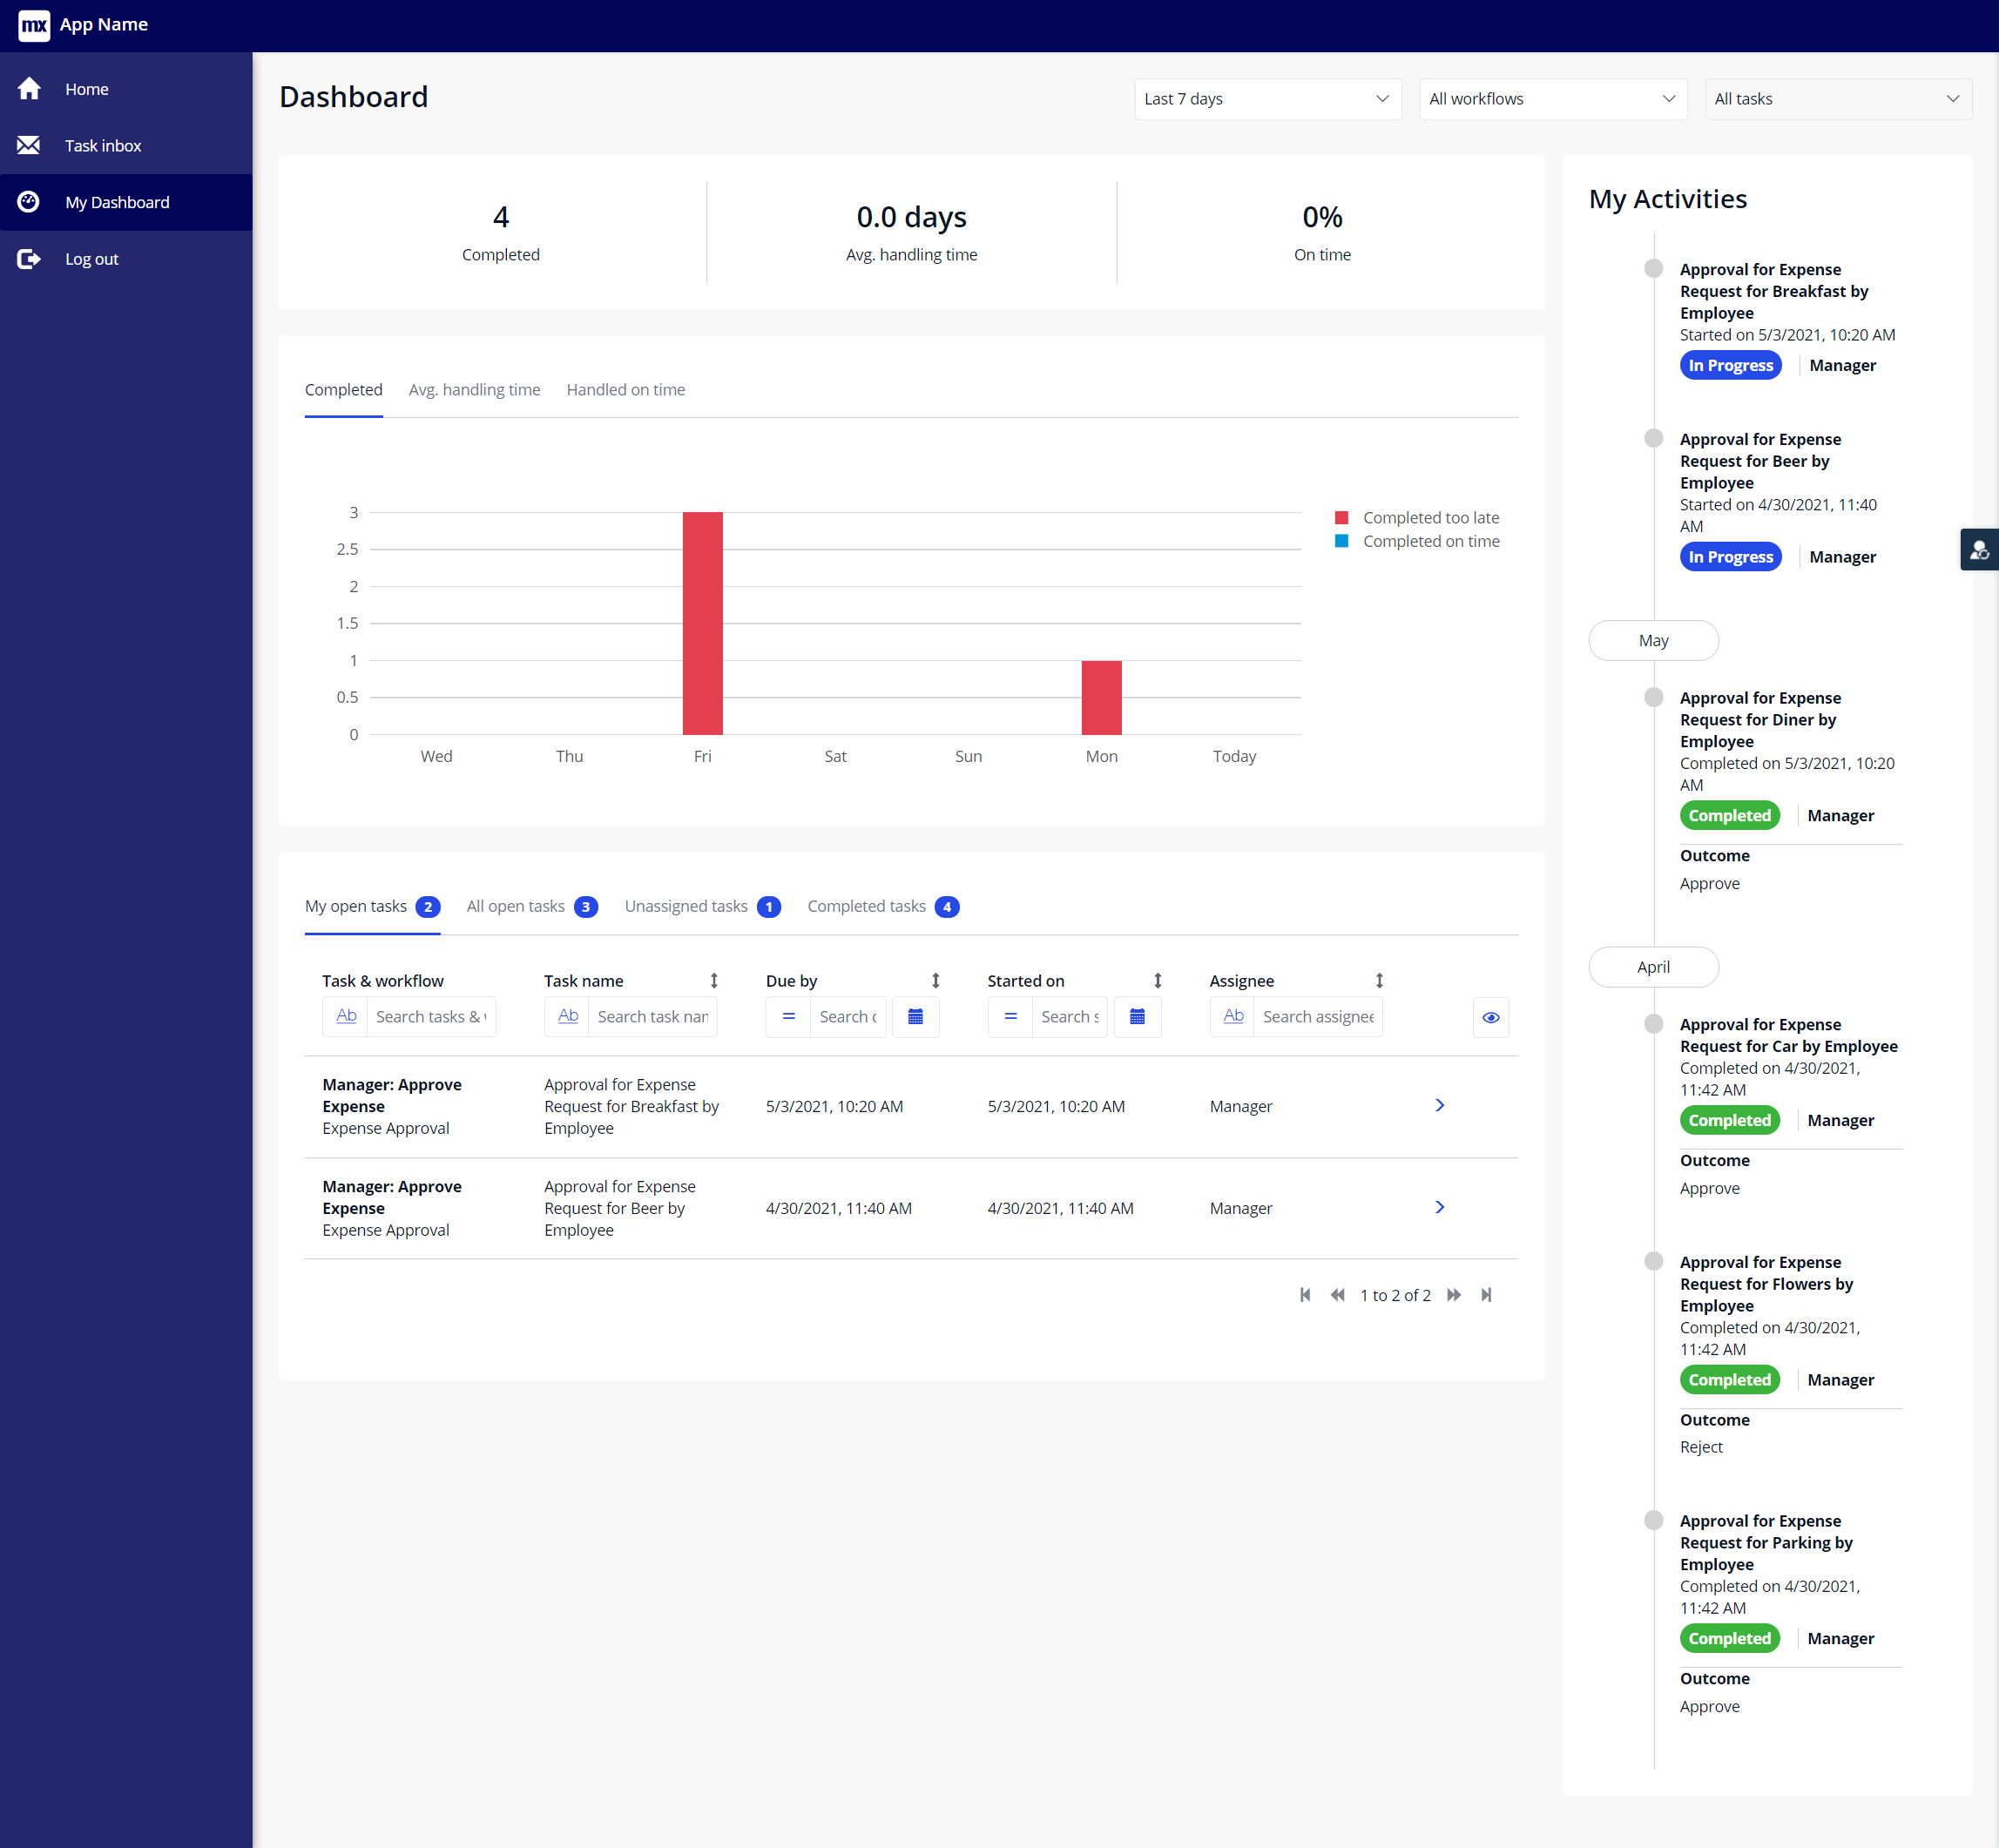 mx App Name
Home
Task inbox
My Dashboard
Log out
Dashboard
Last 7 days
All workflows
All tasks
4
Completed
0.0 days
Avg. handling time
0%
On time
Completed Avg. handling time Handled on time
3
2.5
2
1.5
1
0.5
0
Wed Thu Fri Sat Sun Mon Today
Completed too late
Completed on time
My open tasks 2 All open tasks 3 Unassigned tasks 1 Completed tasks 4
Task & workflow Task name Due by Started on Assignee
Ab Search tasks & Ab Search task = Search = Search Ab Search assignee
Manager: Approve
Expense
Expense Approval
Approval for Expense
Request for Breakfast by
Employee
5/3/2021, 10:20 AM
5/3/2021, 10:20 AM
Manager
Manager: Approve
Expense
Expense Approval
Approval for Expense
Request for Beer by
Employee
4/30/2021, 11:40 AM
4/30/2021, 11:40 AM
Manager
1 to 2 of 2
My Activities
Approval for Expense
Request for Breakfast by
Employee
Started on 5/3/2021, 10:20 AM
In Progress Manager
Approval for Expense
Request for Beer by
Employee
Started on 4/30/2021, 11:40
AM
In Progress Manager
May
Approval for Expense
Request for Diner by
Employee
Completed on 5/3/2021, 10:20
AM
Completed Manager
Outcome
Approve
April
Approval for Expense
Request for Car by Employee
Completed on 4/30/2021,
11:42 AM
Completed Manager
Outcome
Approve
Approval for Expense
Request for Flowers by
Employee
Completed on 4/30/2021,
11:42 AM
Completed Manager
Outcome
Reject
Approval for Expense
Request for Parking by
Employee
Completed on 4/30/2021,
11:42 AM
Completed Manager
Outcome
Approve